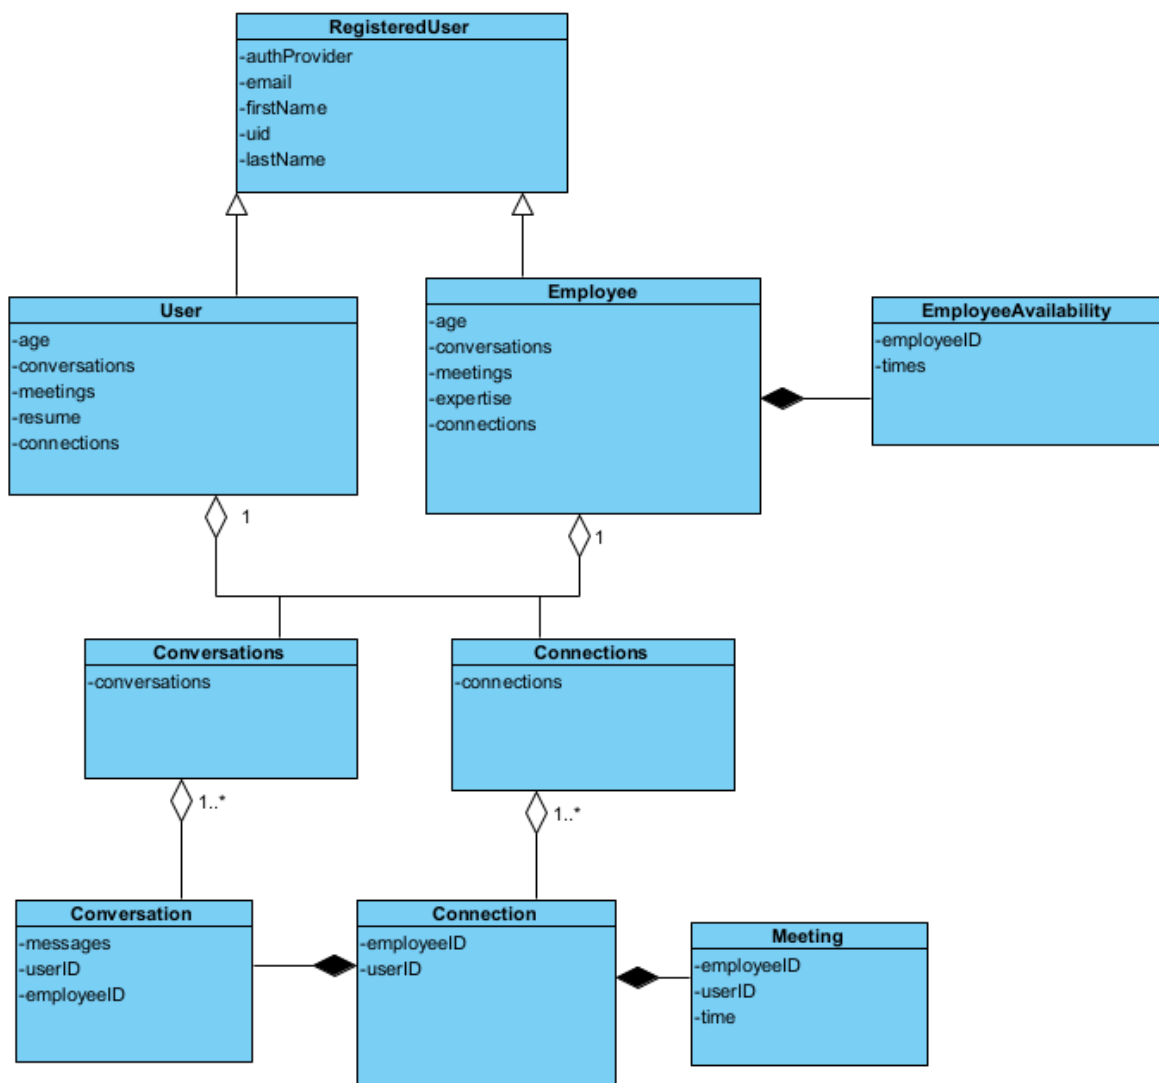 RegisteredUser
-authProvider
-email
-firstName
-uid
-lastName
User
-age
-conversations
-meetings
-resume
-connections
Employee
-age
-conversations
-meetings
-expertise
-connections
EmployeeAvailability
-employeeID
-times
1
1
Conversations
-conversations
Connections
-connections
1..*
1..*
Conversation
-messages
-userID
-employeeID
Connection
-employeeID
-userID
Meeting
-employeeID
-userID
-time